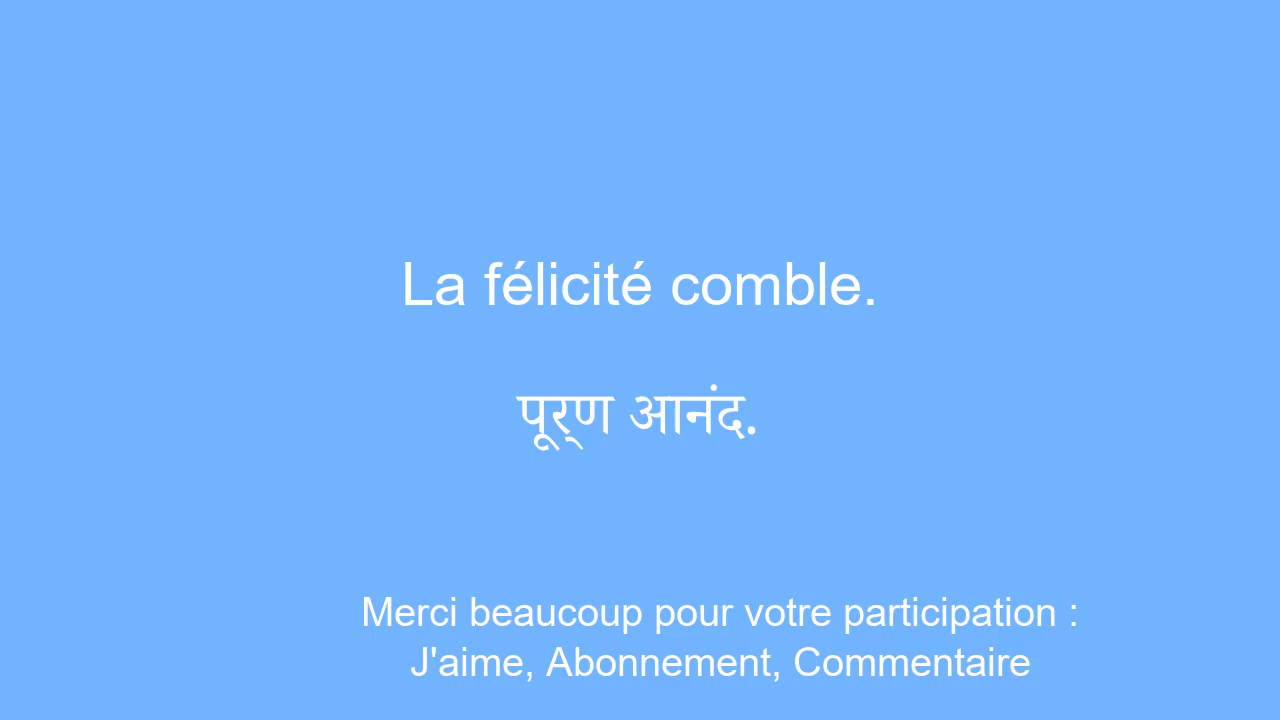 La félicité comble.
पूर्‌ण आनंद.
Merci beaucoup pour votre participation :
J'aime, Abonnement, Commentaire